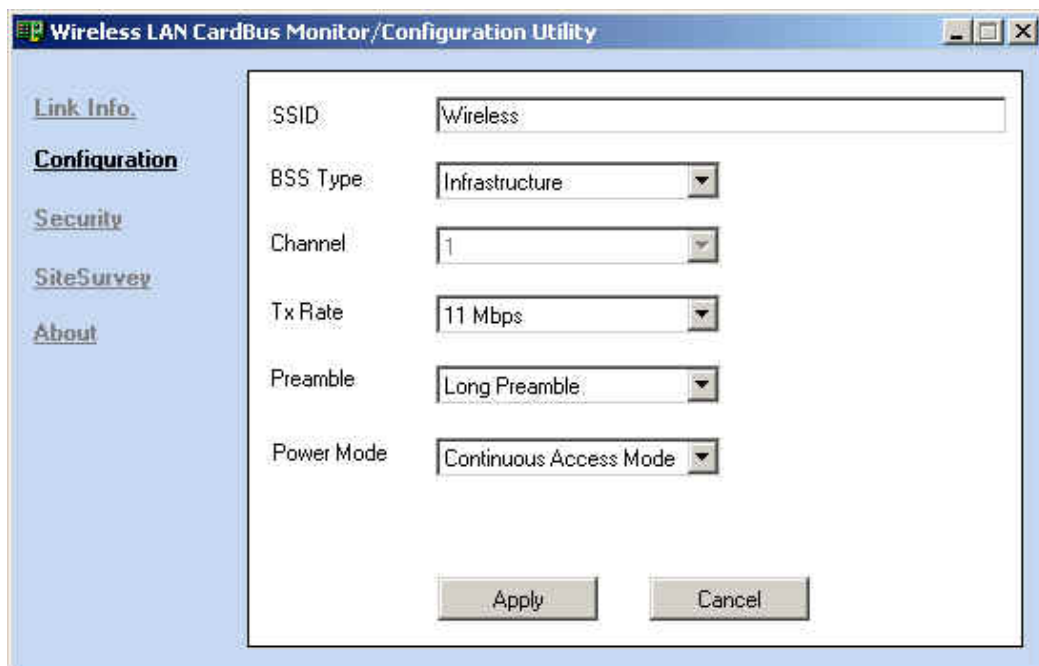 Wireless LAN CardBus Monitor/Configuration Utility
Link Info.
Configuration
Security
SiteSurvey
About
SSID Wireless
BSS Type Infrastructure
Channel 1
Tx Rate 11 Mbps
Preamble Long Preamble
Power Mode Continuous Access Mode
Apply Cancel